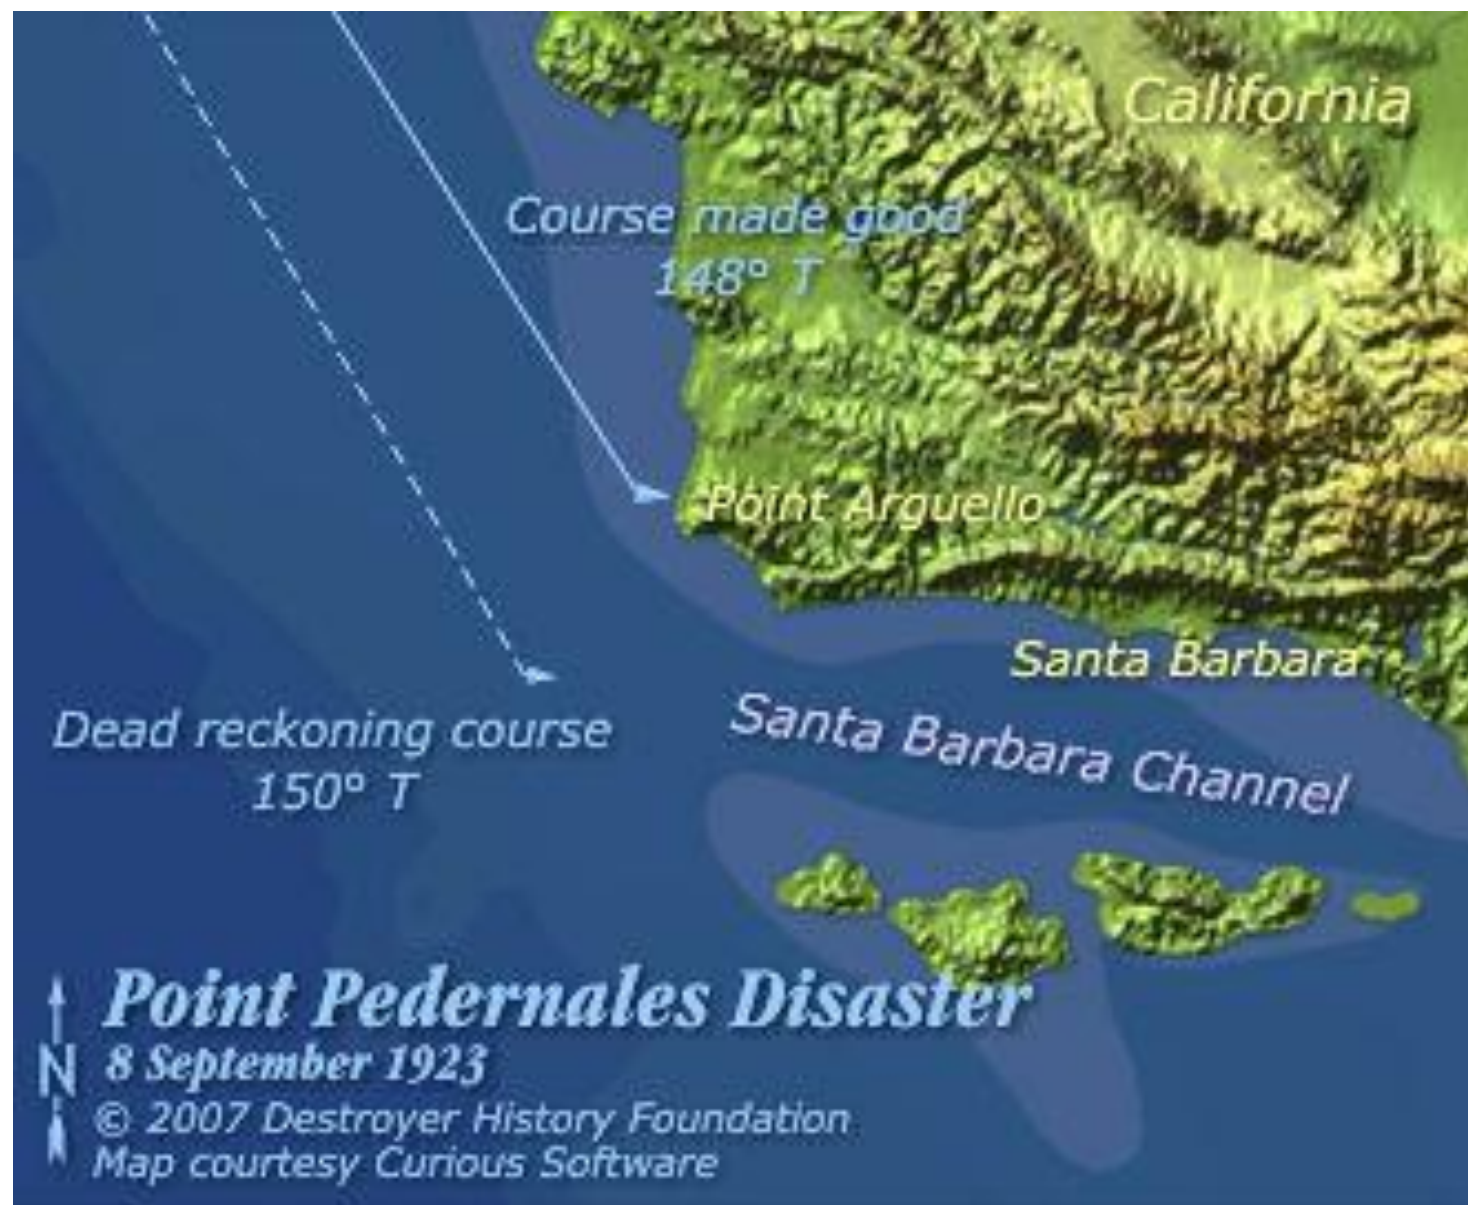 California
Course made good
148° T
Point Arguello
Santa Barbara
Santa Barbara Channel
Dead reckoning course
150° T
Point Pedernales Disaster
8 September 1923
N
© 2007 Destroyer History Foundation
Map courtesy Curious Software